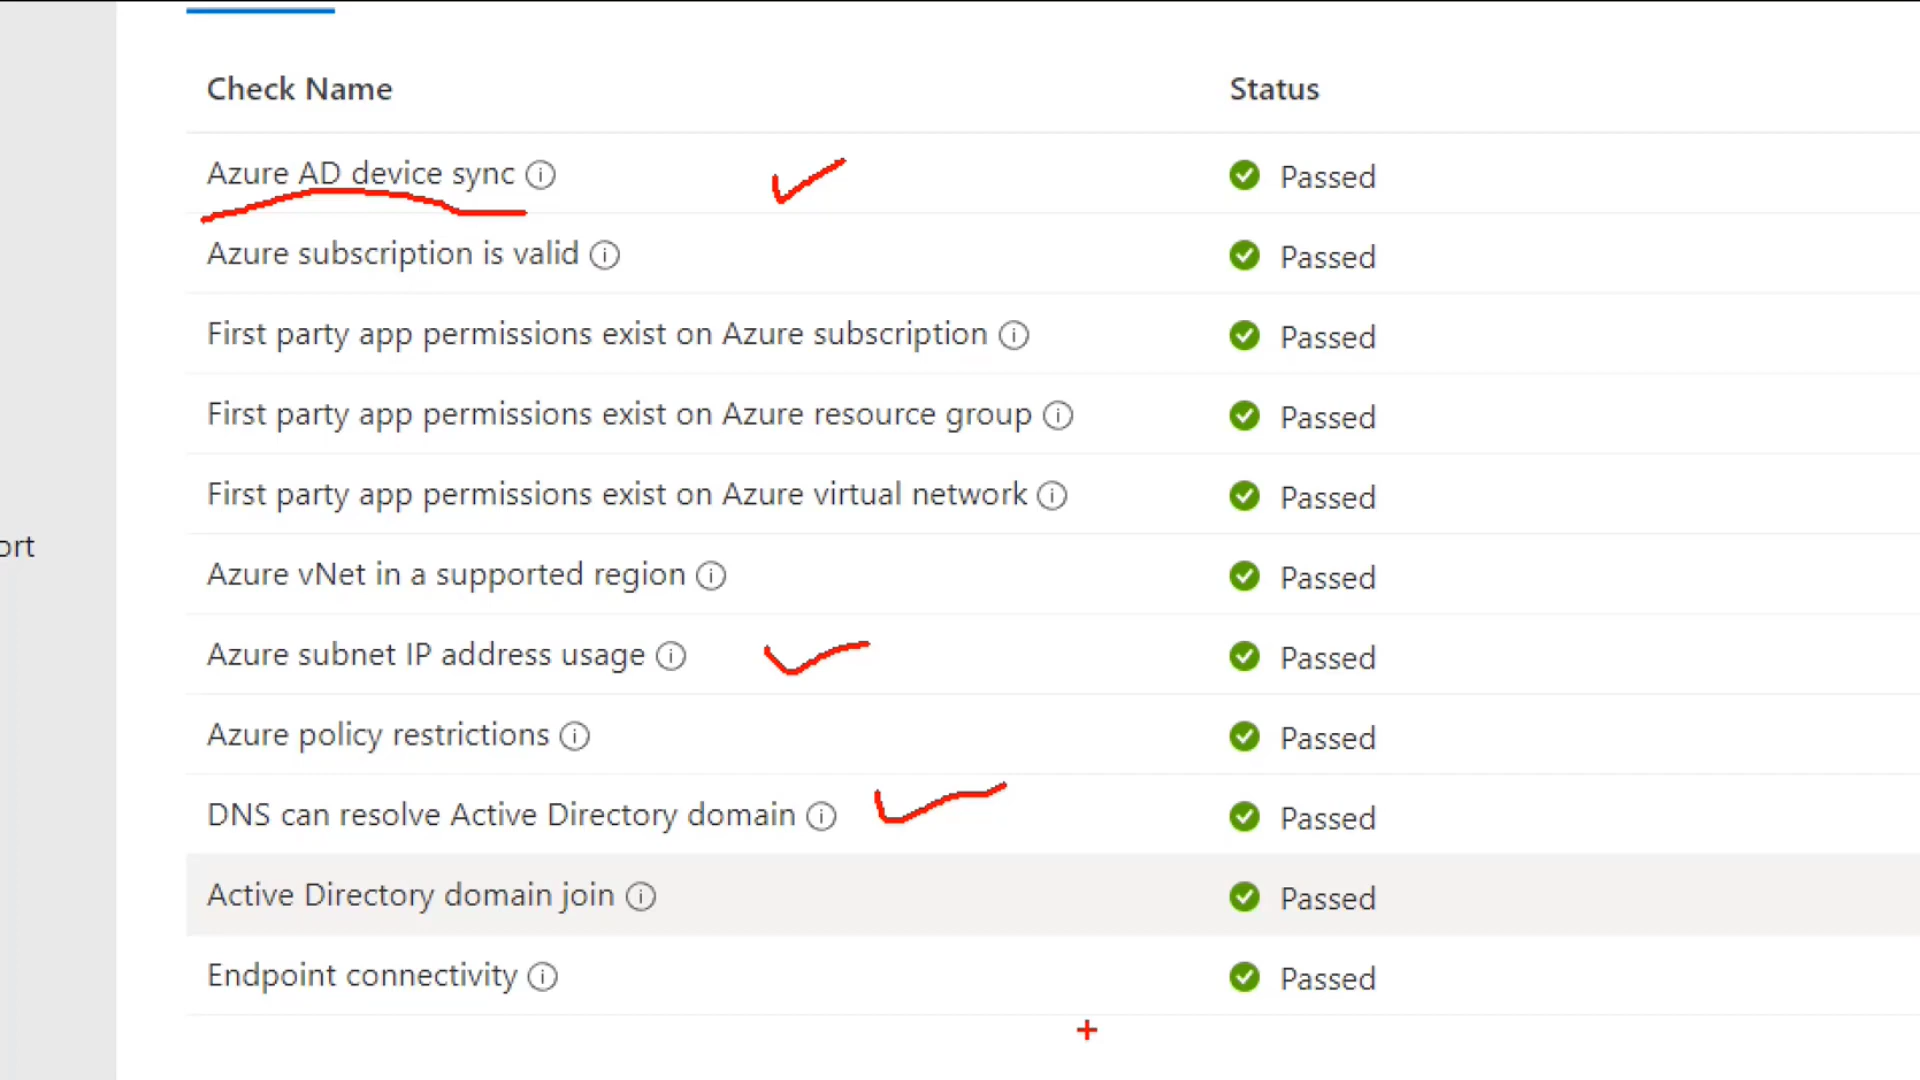 Check Name Status
Azure AD device sync Passed
Azure subscription is valid Passed
First party app permissions exist on Azure subscription Passed
First party app permissions exist on Azure resource group Passed
First party app permissions exist on Azure virtual network Passed
ort
Azure vNet in a supported region Passed
Azure subnet IP address usage Passed
Azure policy restrictions Passed
DNS can resolve Active Directory domain Passed
Active Directory domain join Passed
Endpoint connectivity Passed